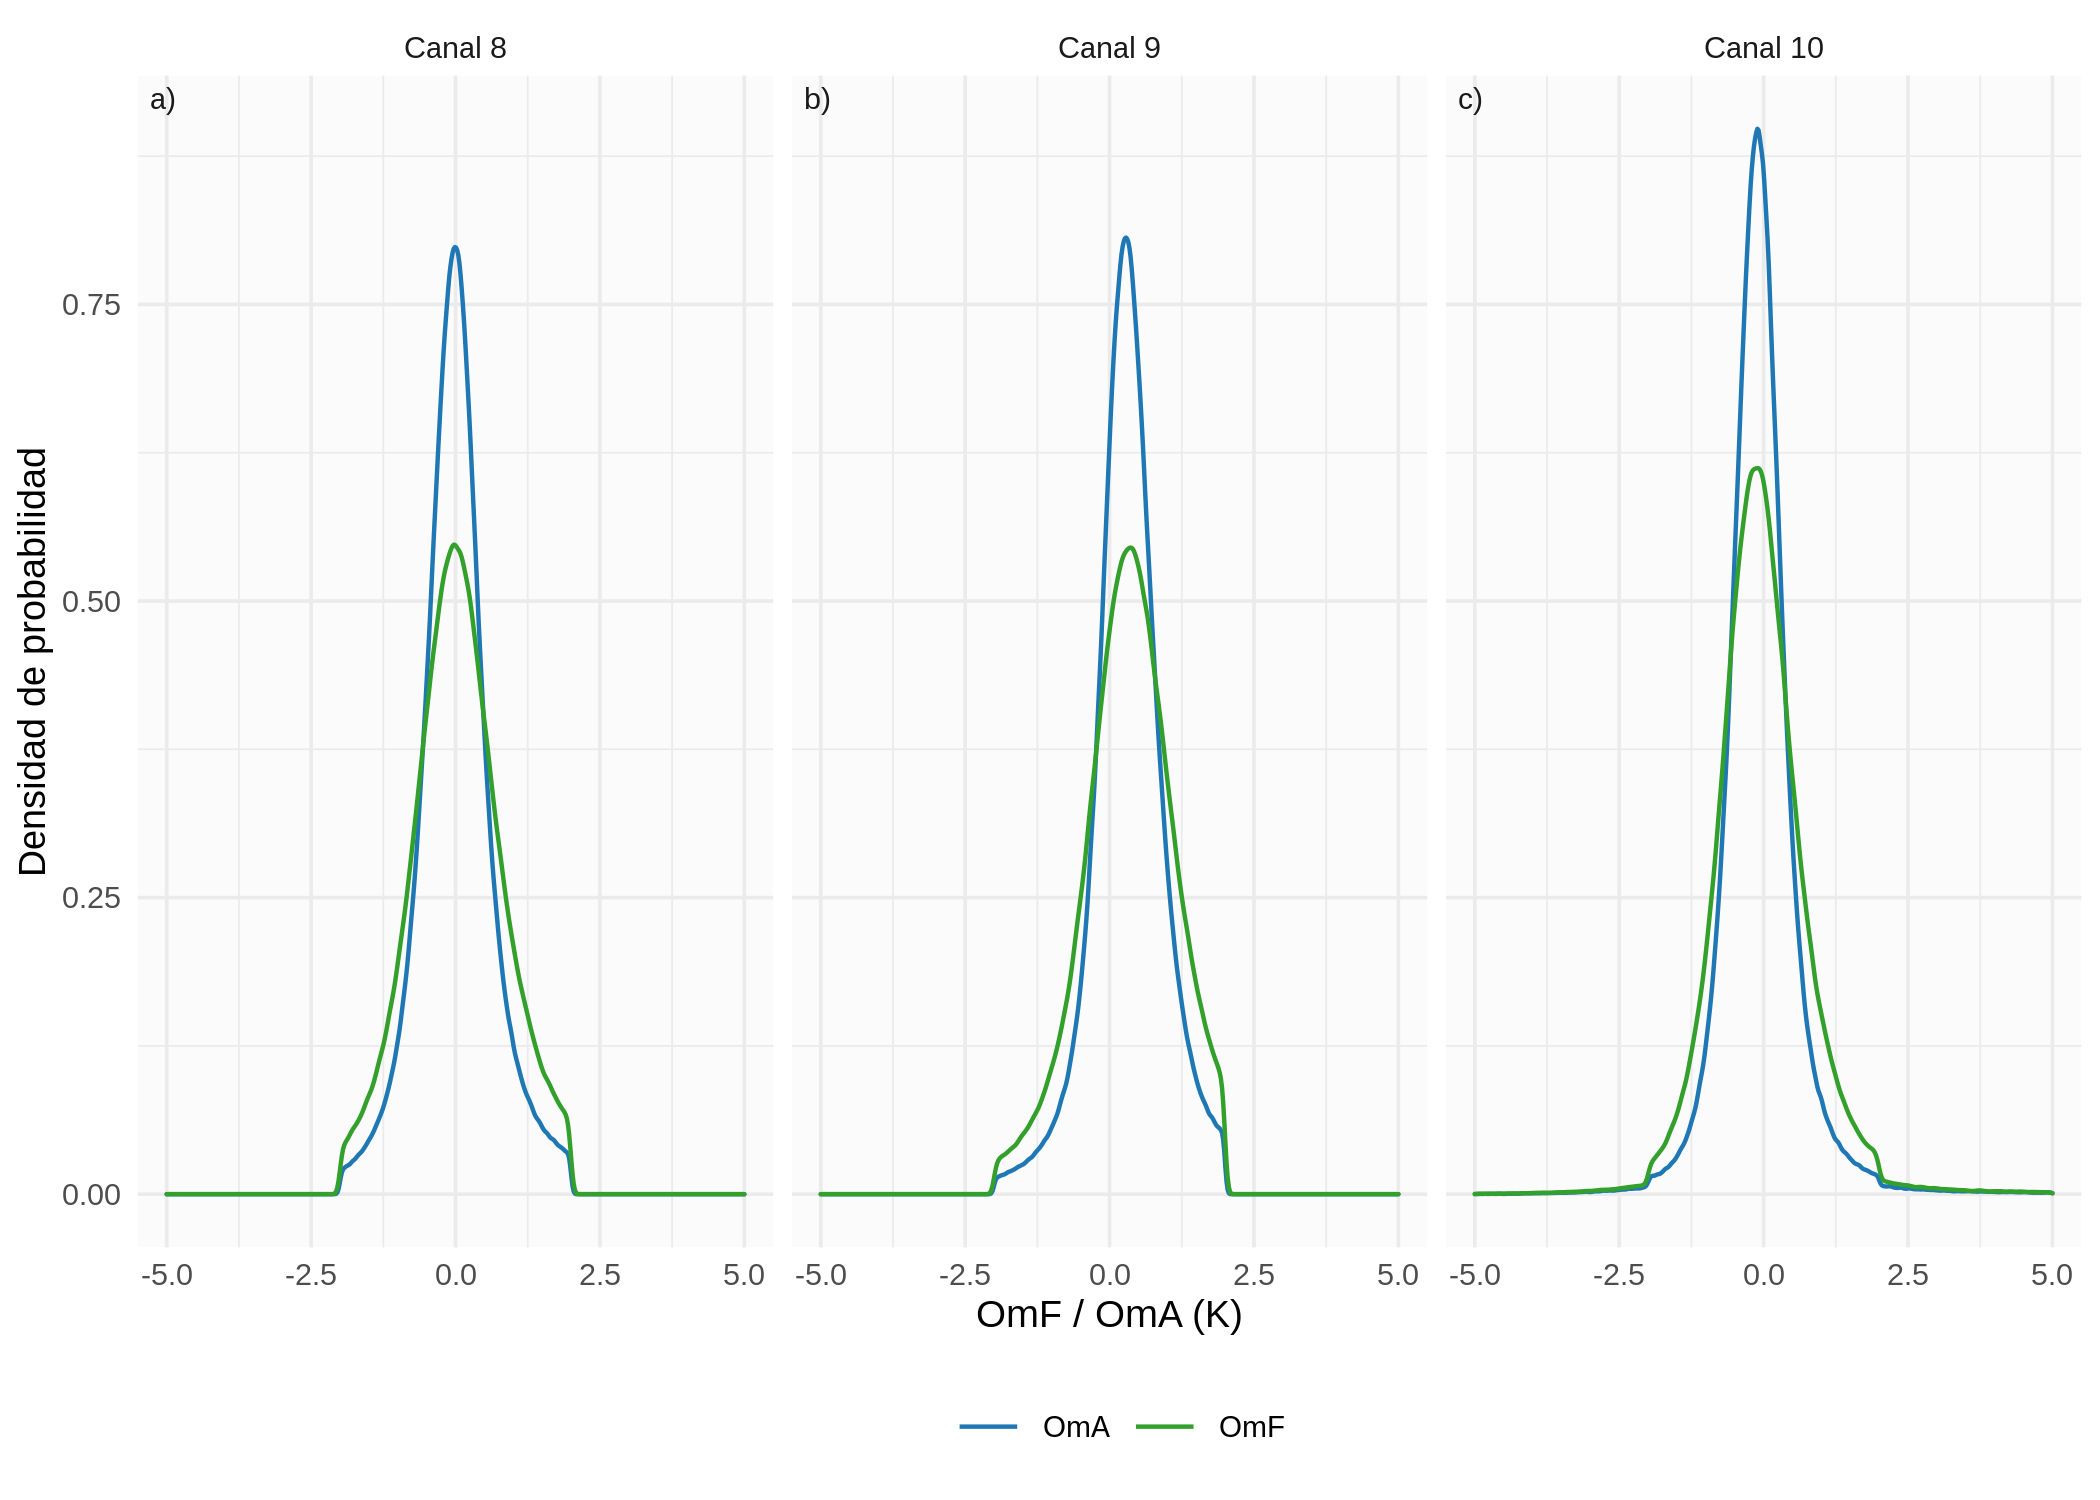 Canal 8 Canal 9 Canal 10
a) b) c)
Densidad de probabilidad
0.75
0.50
0.25
0.00
-5.0 -2.5 0.0 2.5 5.0 -5.0 -2.5 0.0 2.5 5.0 -5.0 -2.5 0.0 2.5 5.0
OmF / OmA (K)
OmA OmF